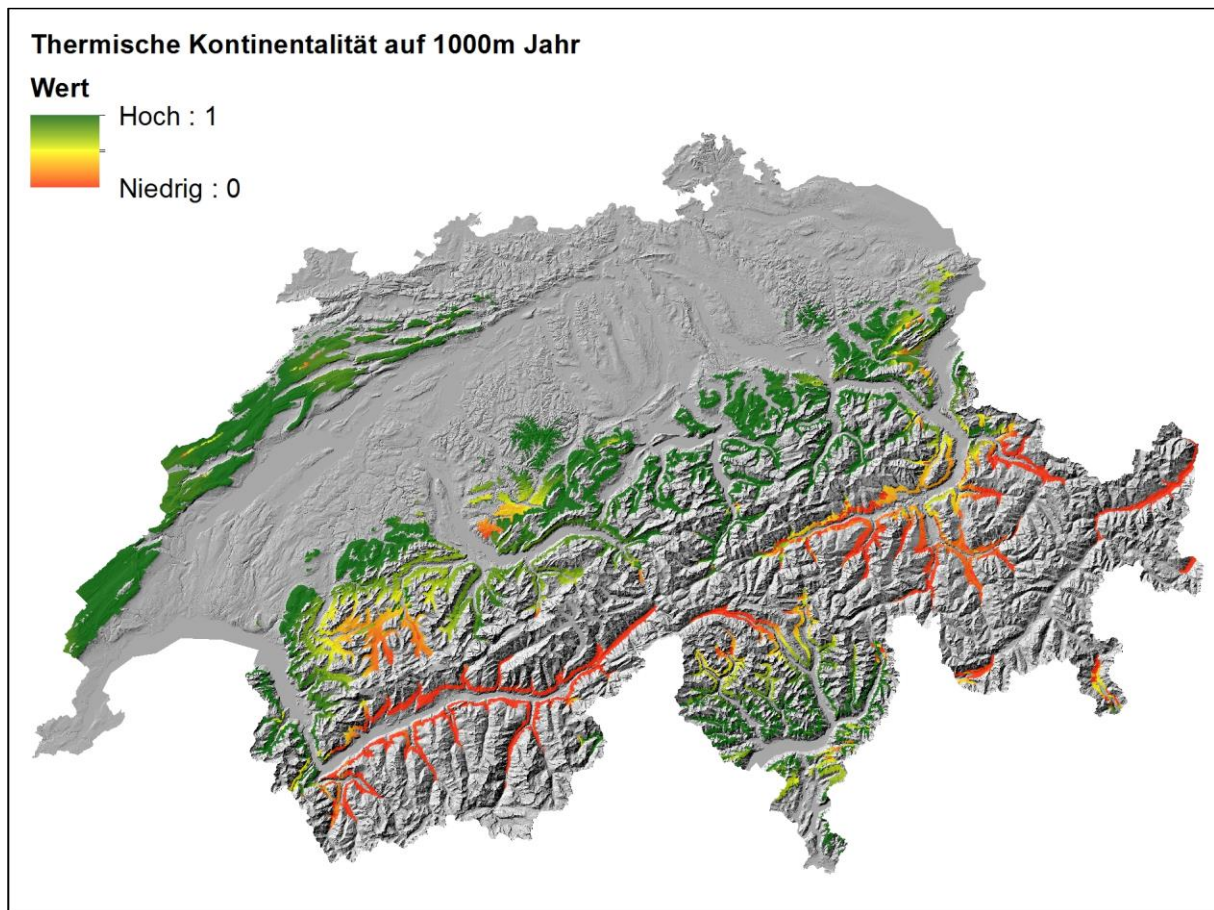 Thermische Kontinentalität auf 1000m Jahr
Wert
Hoch : 1
Niedrig : 0